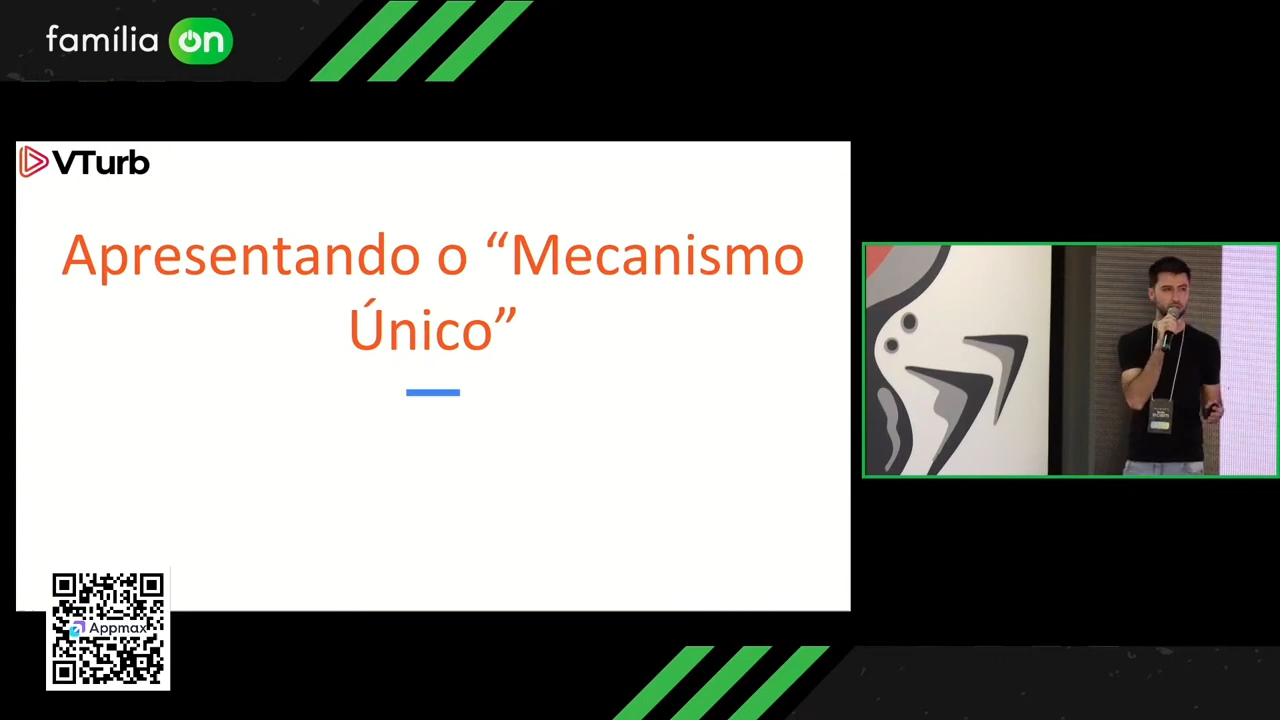 família on
VTurb
Apresentando o “Mecanismo
Único”
Appmax